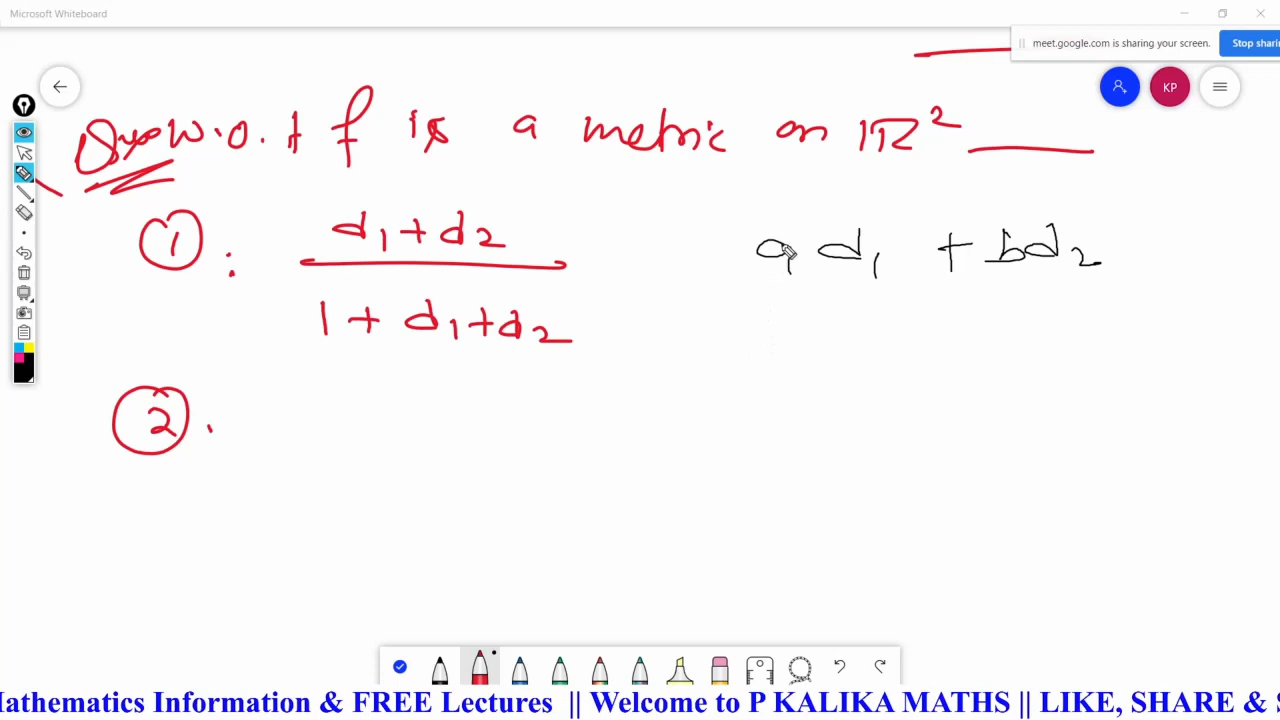 Microsoft Whiteboard
meet.google.com is sharing your screen.
Stop sharin
KP
w.o.t f is a metric on ℝ²
① : d₁+d₂ / 1 + d₁+d₂
a d₁ + bd₂
② .
Mathematics Information & FREE Lectures || Welcome to P KALIKA MATHS || LIKE, SHARE & S